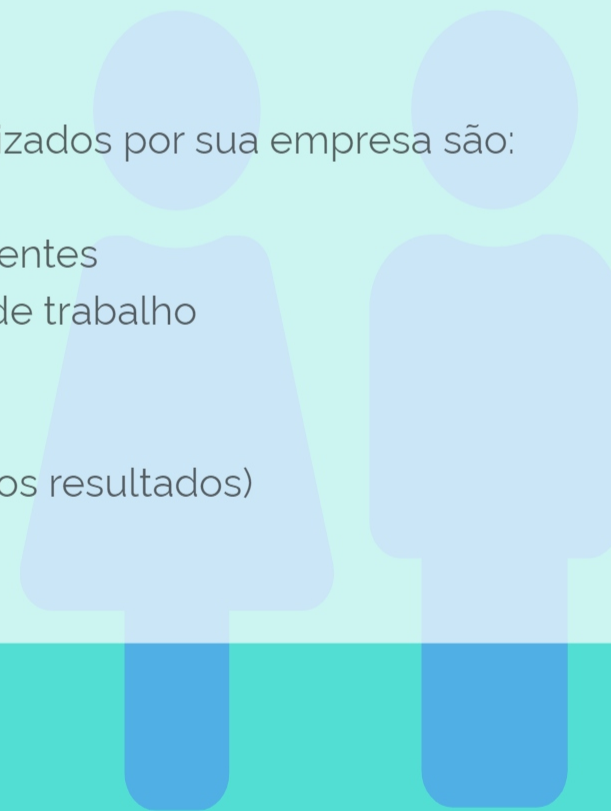 izados por sua empresa são:
entes
de trabalho
os resultados)